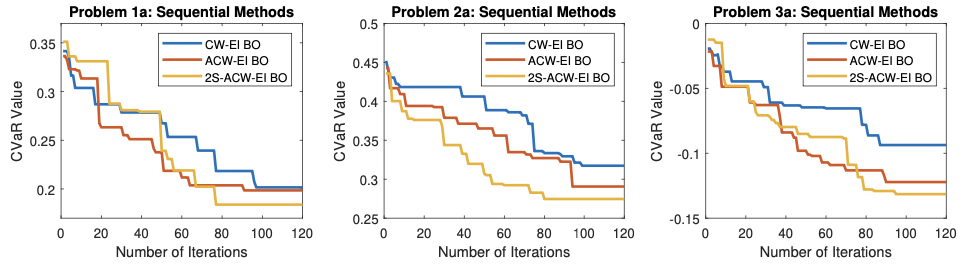 Problem 1a: Sequential Methods
CVaR Value
0.35
0.3
0.25
0.2
CW-EI BO
ACW-EI BO
2S-ACW-EI BO
0 20 40 60 80 100 120
Number of Iterations
Problem 2a: Sequential Methods
CVaR Value
0.5
0.45
0.4
0.35
0.3
0.25
CW-EI BO
ACW-EI BO
2S-ACW-EI BO
0 20 40 60 80 100 120
Number of Iterations
Problem 3a: Sequential Methods
CVaR Value
0
-0.05
-0.1
-0.15
CW-EI BO
ACW-EI BO
2S-ACW-EI BO
0 20 40 60 80 100 120
Number of Iterations